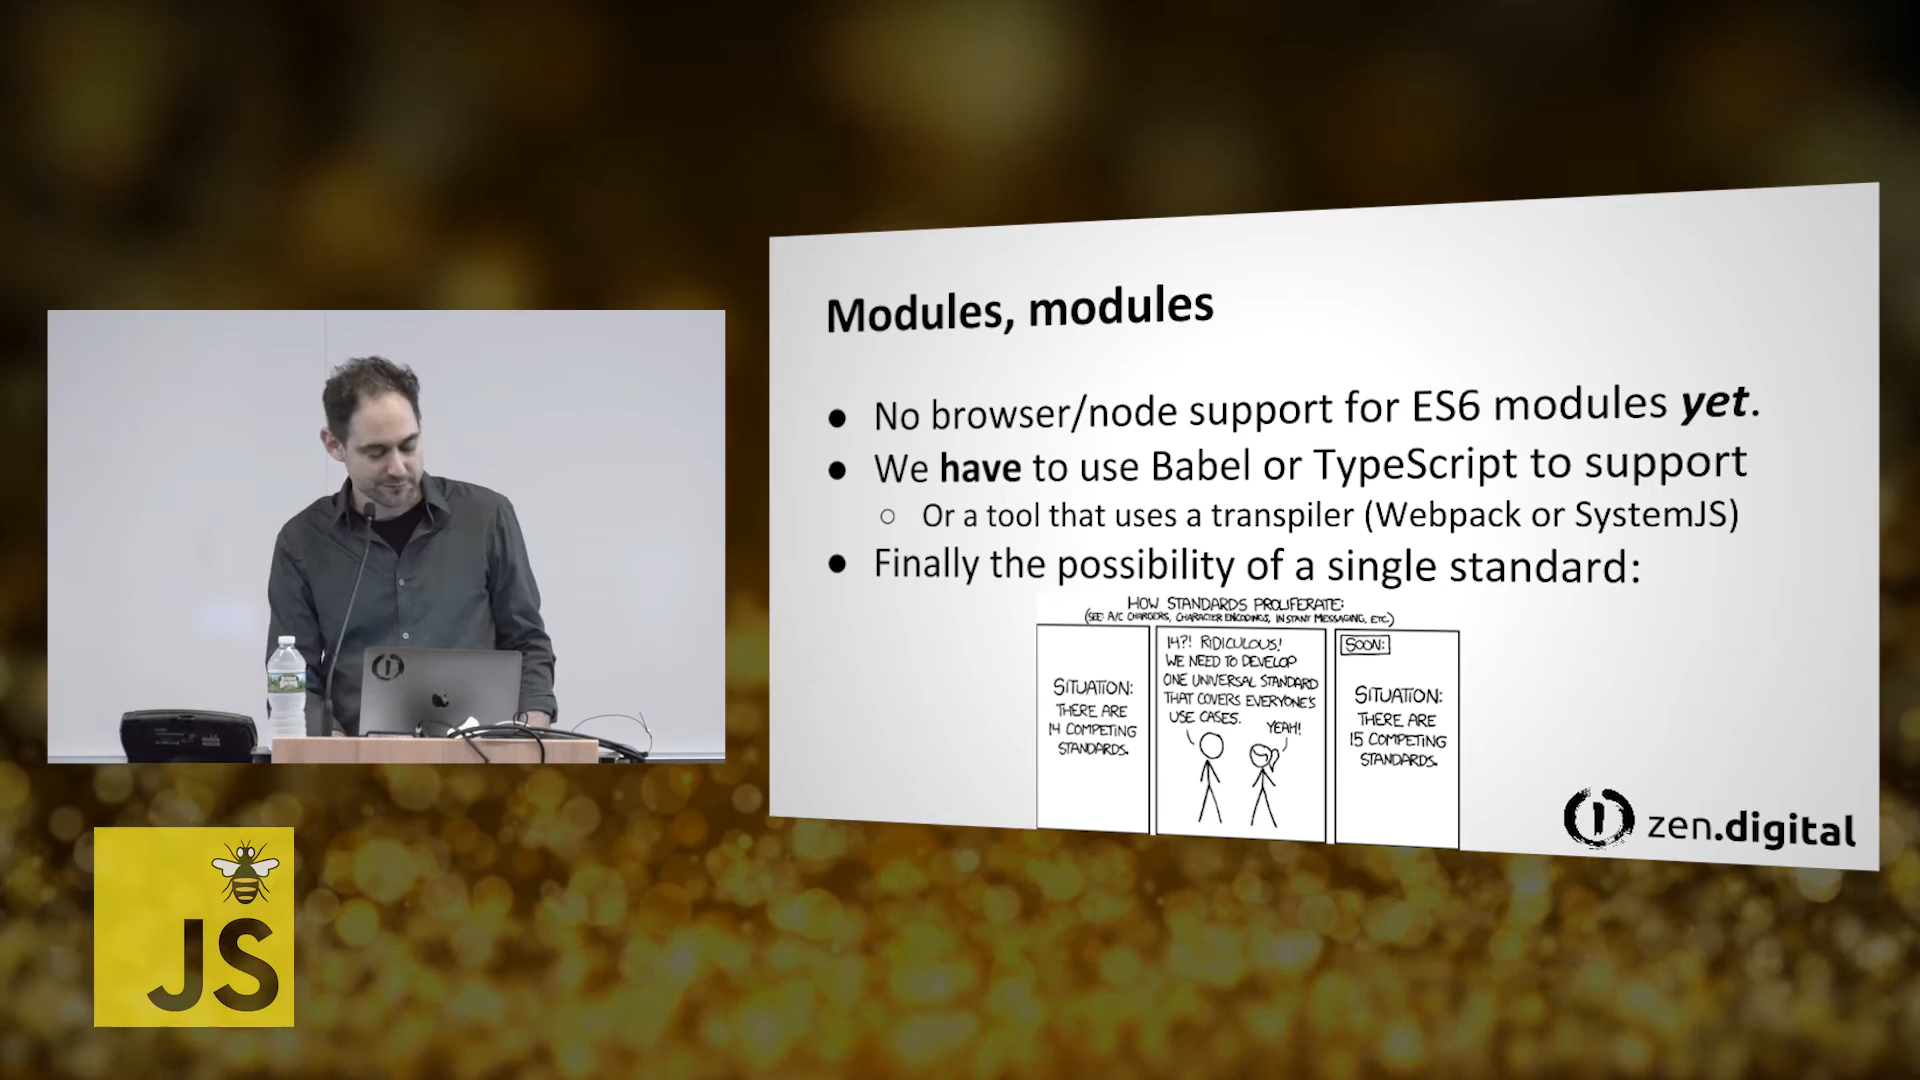 Modules, modules
● No browser/node support for ES6 modules yet.
● We have to use Babel or TypeScript to support
○ Or a tool that uses a transpiler (Webpack or SystemJS)
● Finally the possibility of a single standard:
HOW STANDARDS PROLIFERATE:
(SEE: A/C CHARGERS, CHARACTER ENCODINGS, INSTANT MESSAGING, ETC.)
SITUATION:
THERE ARE
14 COMPETING
STANDARDS.
14?! RIDICULOUS!
WE NEED TO DEVELOP
ONE UNIVERSAL STANDARD
THAT COVERS EVERYONE'S
USE CASES.
YEAH!
SOON:
SITUATION:
THERE ARE
15 COMPETING
STANDARDS.
zen.digital
JS